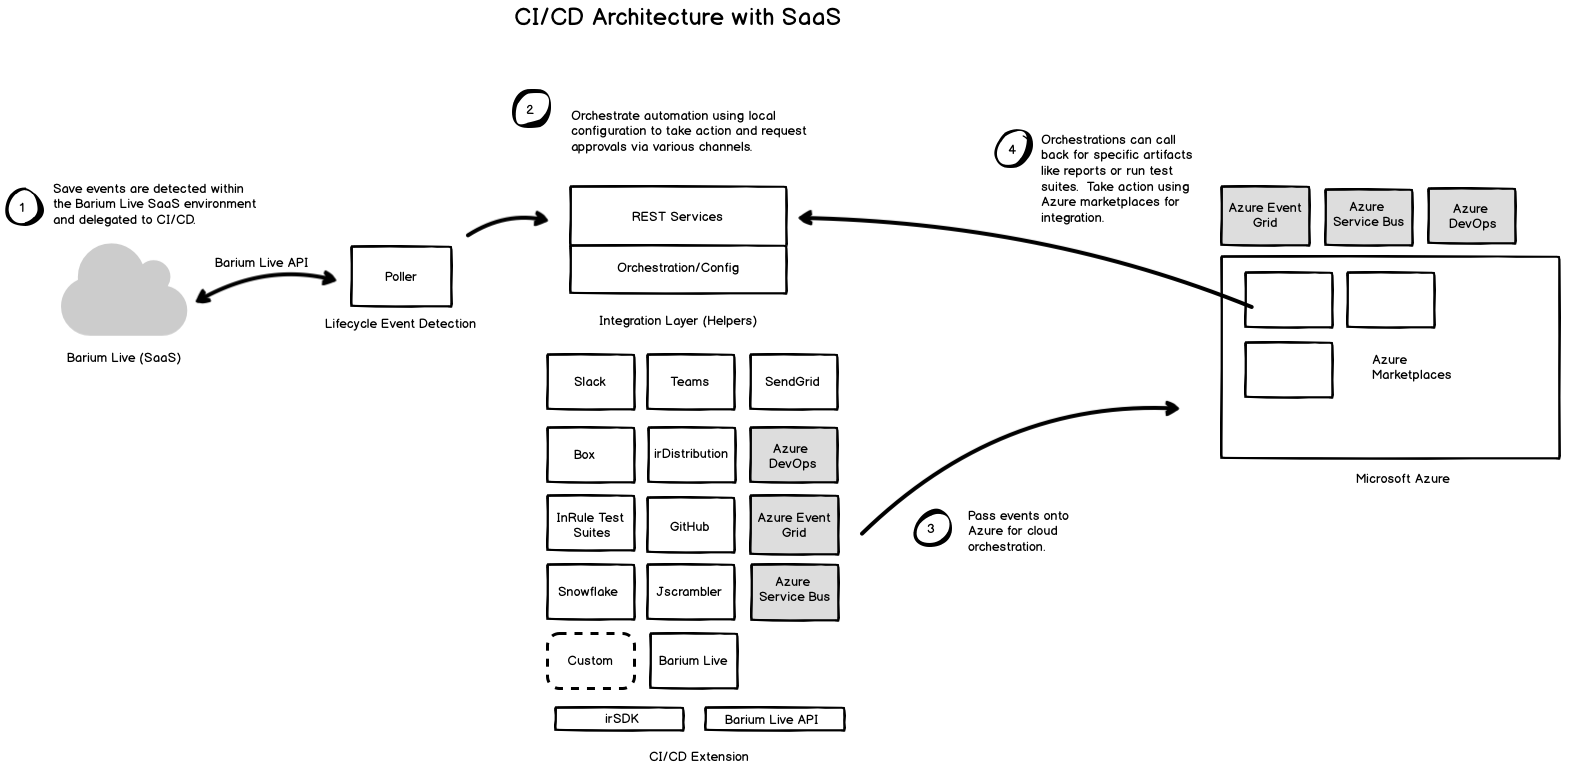 CI/CD Architecture with SaaS
1
Save events are detected within
the Barium Live SaaS environment
and delegated to CI/CD.
Barium Live API
Barium Live (SaaS)
Poller
Lifecycle Event Detection
2
Orchestrate automation using local
configuration to take action and request
approvals via various channels.
REST Services
Orchestration/Config
Integration Layer (Helpers)
Slack
Teams
SendGrid
Box
irDistribution
Azure
DevOps
InRule Test
Suites
GitHub
Azure Event
Grid
Snowflake
Jscrambler
Azure
Service Bus
Custom
Barium Live
irSDK
Barium Live API
CI/CD Extension
3
Pass events onto
Azure for cloud
orchestration.
4
Orchestrations can call
back for specific artifacts
like reports or run test
suites. Take action using
Azure marketplaces for
integration.
Azure Event
Grid
Azure
Service Bus
Azure
DevOps
Azure
Marketplaces
Microsoft Azure